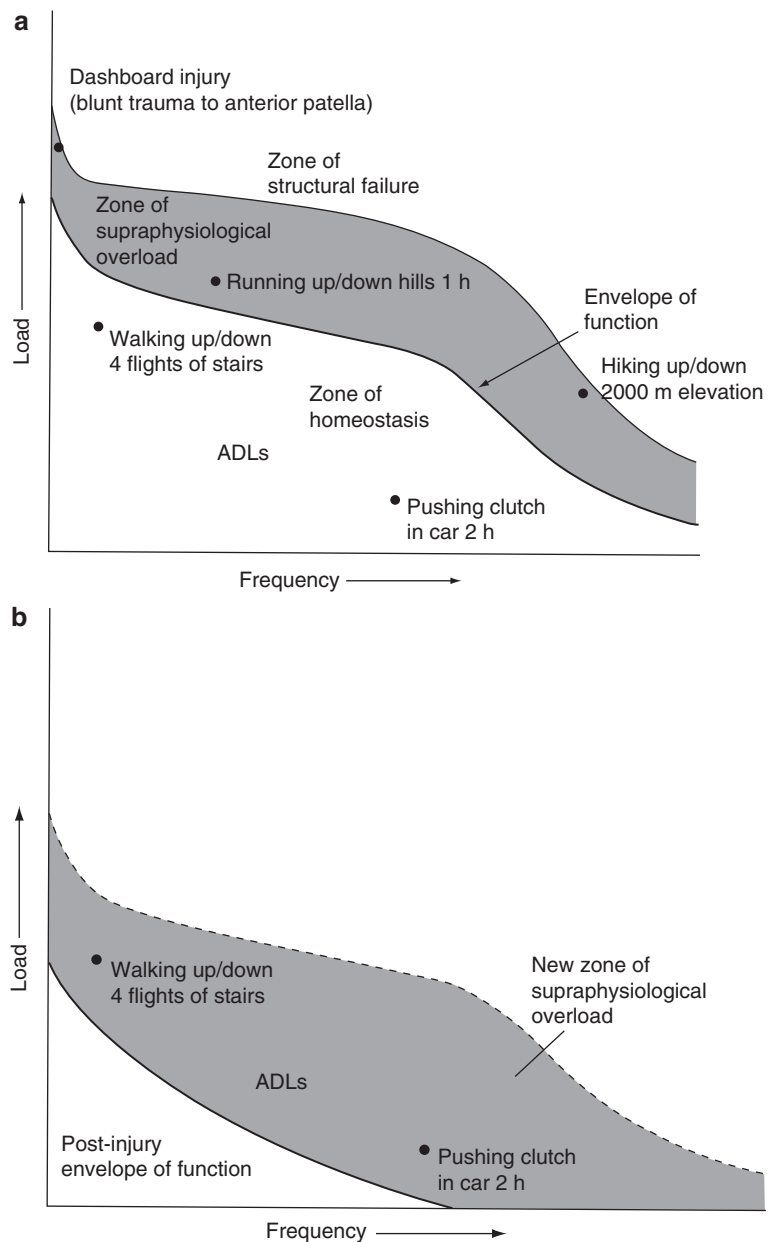 a
Dashboard injury
(blunt trauma to anterior patella)
Zone of
structural failure
Zone of
supraphysiological
overload
Running up/down hills 1 h
Envelope of
function
Load
Walking up/down
4 flights of stairs
Hiking up/down
2000 m elevation
Zone of
homeostasis
ADLs
Pushing clutch
in car 2 h
Frequency
b
Load
Walking up/down
4 flights of stairs
New zone of
supraphysiological
overload
ADLs
Post-injury
envelope of function
Pushing clutch
in car 2 h
Frequency